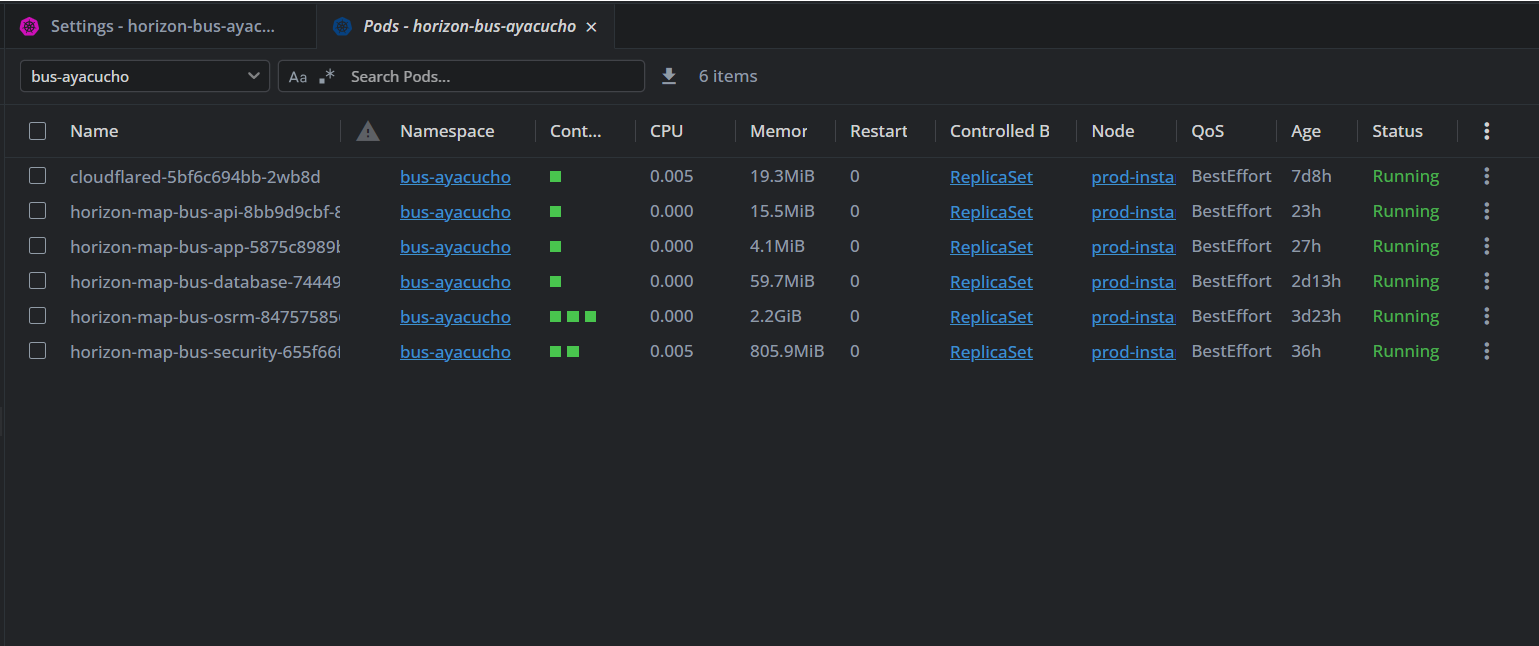 Settings - horizon-bus-ayac... Pods - horizon-bus-ayacucho ×
bus-ayacucho Aa .* Search Pods... 6 items
Name Namespace Cont... CPU Memor Restart Controlled B Node QoS Age Status
cloudflared-5bf6c694bb-2wb8d bus-ayacucho 0.005 19.3MiB 0 ReplicaSet prod-insta BestEffort 7d8h Running
horizon-map-bus-api-8bb9d9cbf-8 bus-ayacucho 0.000 15.5MiB 0 ReplicaSet prod-insta BestEffort 23h Running
horizon-map-bus-app-5875c8989b bus-ayacucho 0.000 4.1MiB 0 ReplicaSet prod-insta BestEffort 27h Running
horizon-map-bus-database-74449 bus-ayacucho 0.000 59.7MiB 0 ReplicaSet prod-insta BestEffort 2d13h Running
horizon-map-bus-osrm-847575856 bus-ayacucho 0.000 2.2GiB 0 ReplicaSet prod-insta BestEffort 3d23h Running
horizon-map-bus-security-655f66f bus-ayacucho 0.005 805.9MiB 0 ReplicaSet prod-insta BestEffort 36h Running